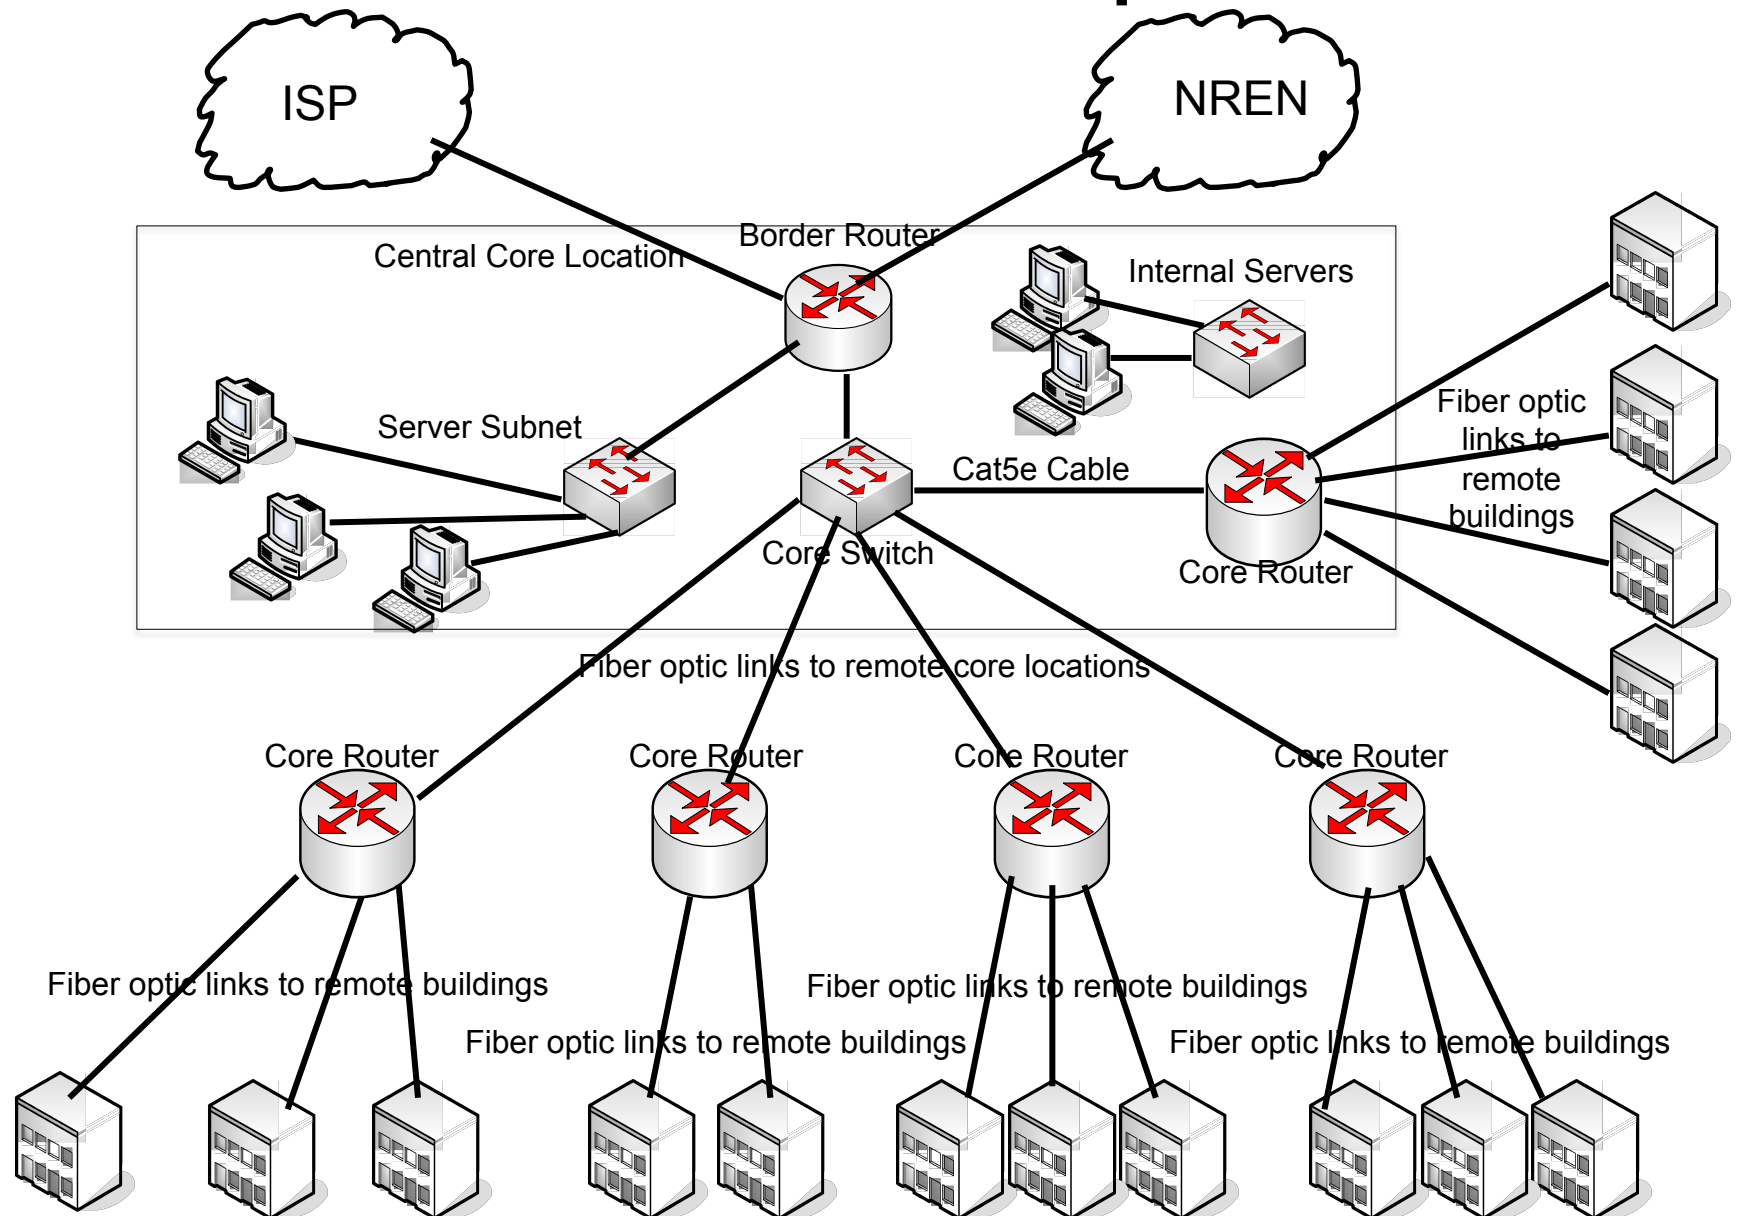 ISP
NREN
Border Router
Central Core Location
Internal Servers
Fiber optic
links to
remote
buildings
Server Subnet
Cat5e Cable
Core Switch
Core Router
Fiber optic links to remote core locations
Core Router
Core Router
Core Router
Core Router
Fiber optic links to remote buildings
Fiber optic links to remote buildings
Fiber optic links to remote buildings
Fiber optic links to remote buildings